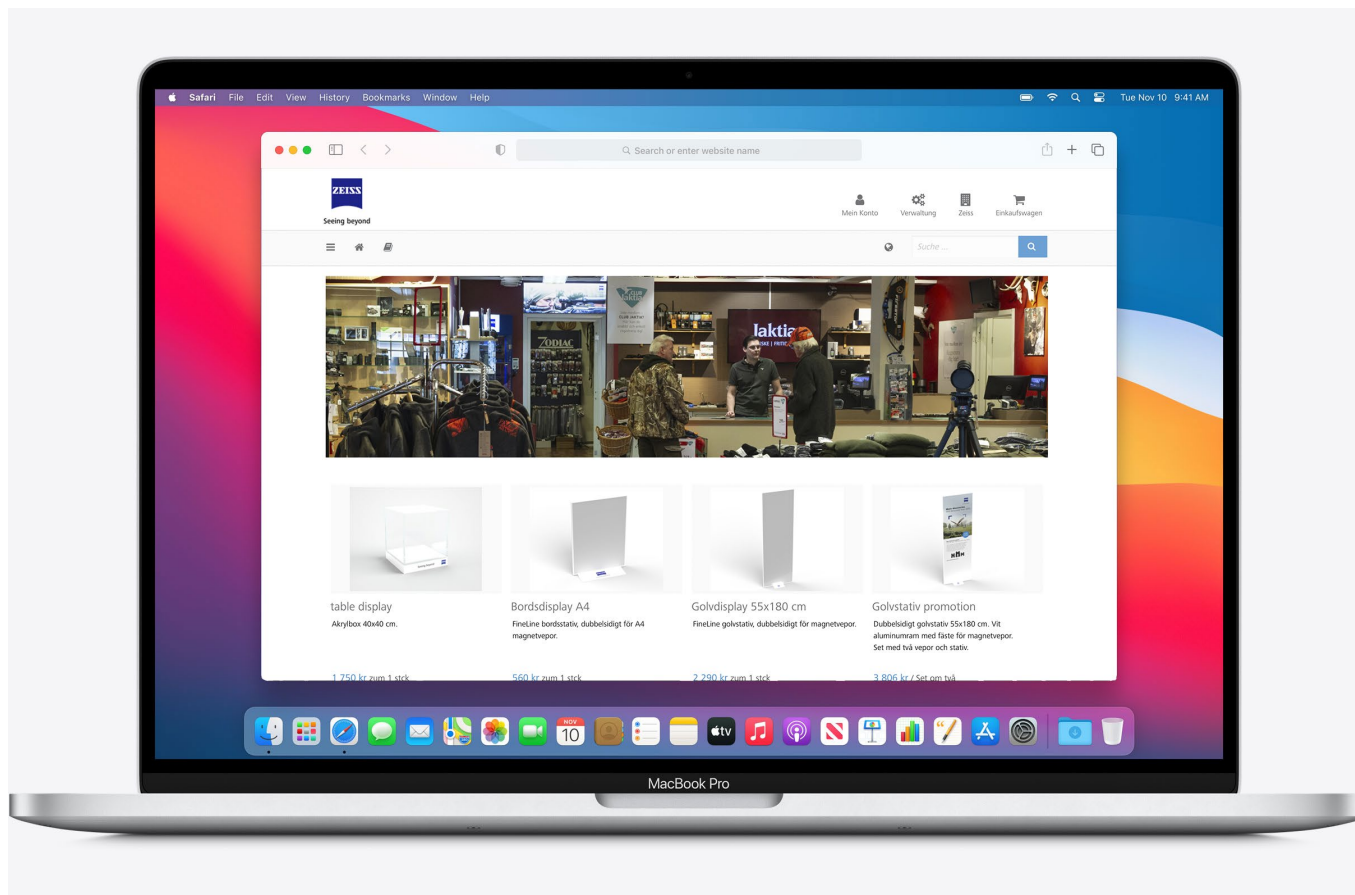 Safari File Edit View History Bookmarks Window Help
Tue Nov 10 9:41 AM
Search or enter website name
ZEISS
Seeing beyond
Mein Konto
Verwaltung
Zeiss
Einkaufswagen
Suche ...
CLUB JAKTIA
ZODIAC
Jaktia
table display
Akrylbox 40x40 cm.
1 750 kr zum 1 stck
Bordsdisplay A4
FineLine bordsstativ, dubbelsidigt för A4
magnetvepor.
560 kr zum 1 stck
Golvdisplay 55x180 cm
FineLine golvstativ, dubbelsidigt för magnetvepor.
2 290 kr zum 1 stck
Golvstativ promotion
Dubbelsidigt golvstativ 55x180 cm. Vit
aluminumram med fäste för magnetvepor.
Set med två vepor och stativ.
3 806 kr / Set om två
NOV
10
tv
MacBook Pro